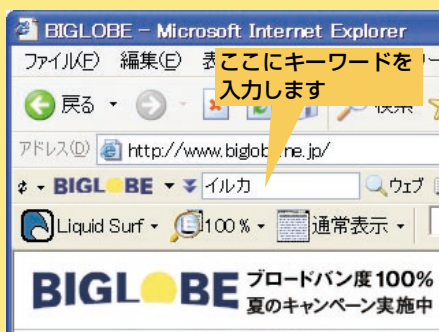 BIGLOBE - Microsoft Internet Explorer
ファイル(F) 編集(E) 表
ここにキーワードを
入力します
戻る 検索
アドレス(D) http://www.biglobe.ne.jp/
BIGLOBE イルカ ウェブ
Liquid Surf 100% 通常表示
BIGLOBE ブロードバン度100%
夏のキャンペーン実施中